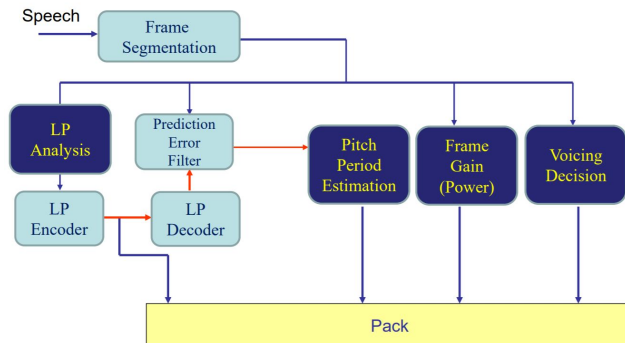 Speech
Frame
Segmentation
LP
Analysis
Prediction
Error
Filter
Pitch
Period
Estimation
Frame
Gain
(Power)
Voicing
Decision
LP
Encoder
LP
Decoder
Pack